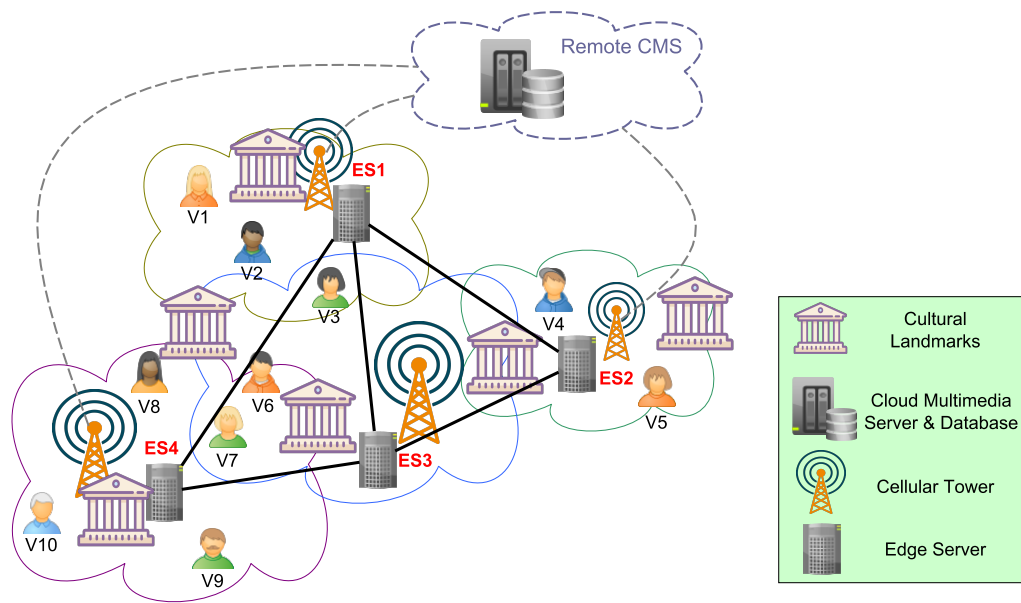 Remote CMS
ES1
V1
V2
V3
V4
ES2
V5
V8
V6
V7
ES4
ES3
V10
V9
Cultural
Landmarks
Cloud Multimedia
Server & Database
Cellular Tower
Edge Server